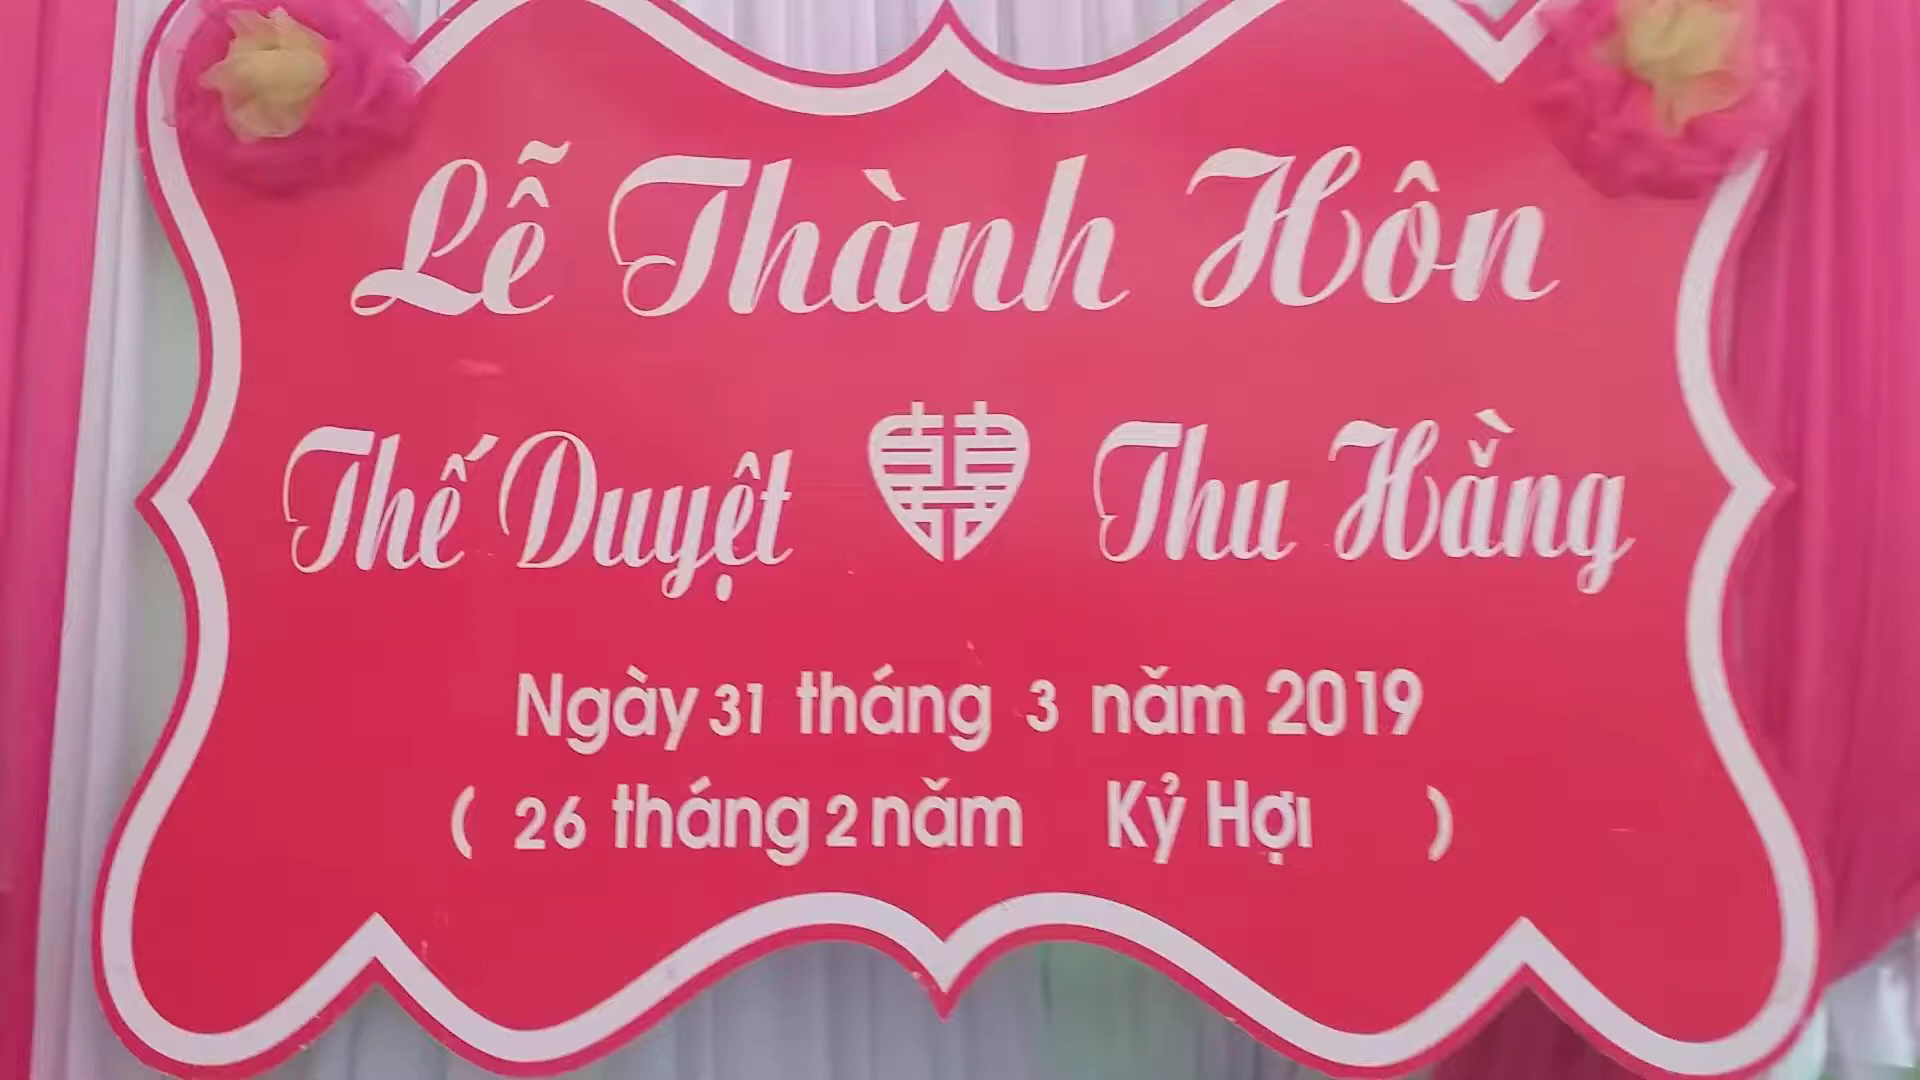 Lễ Thành Hôn
Thế Duyệt 囍 Thu Hằng
Ngày 31 tháng 3 năm 2019
( 26 tháng 2 năm Kỷ Hợi )